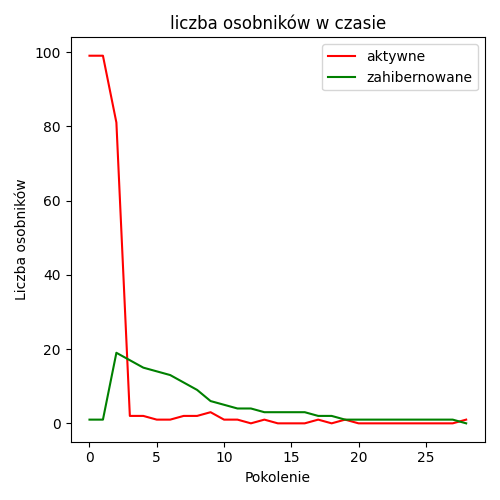 liczba osobników w czasie
aktywne
zahibernowane
Liczba osobników
100
80
60
40
20
0
0 5 10 15 20 25
Pokolenie